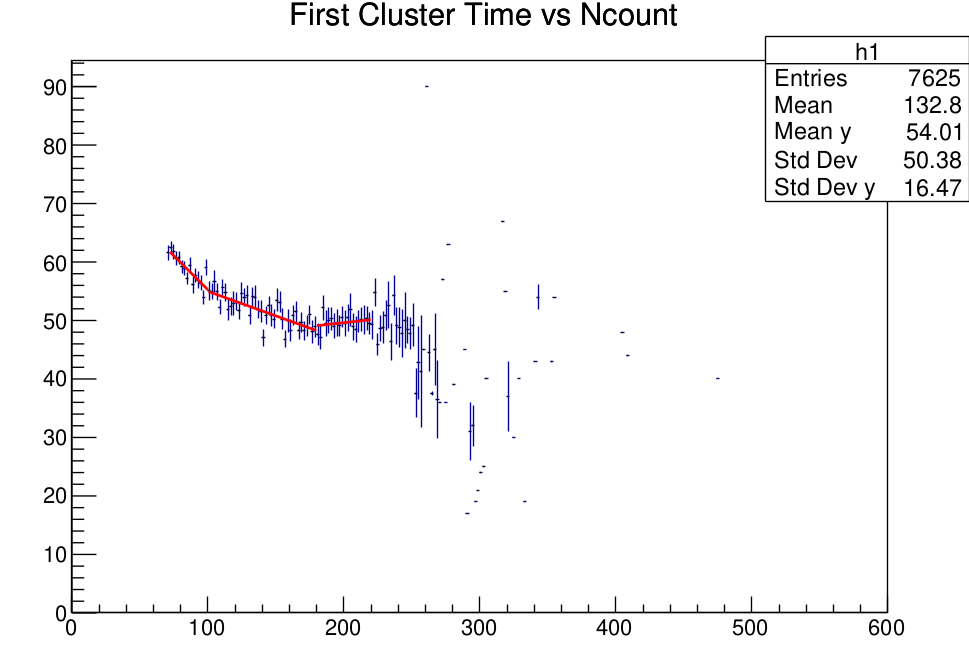 First Cluster Time vs Ncount
h1
Entries 7625
Mean 132.8
Mean y 54.01
Std Dev 50.38
Std Dev y 16.47
90
80
70
60
50
40
30
20
10
0
0 100 200 300 400 500 600